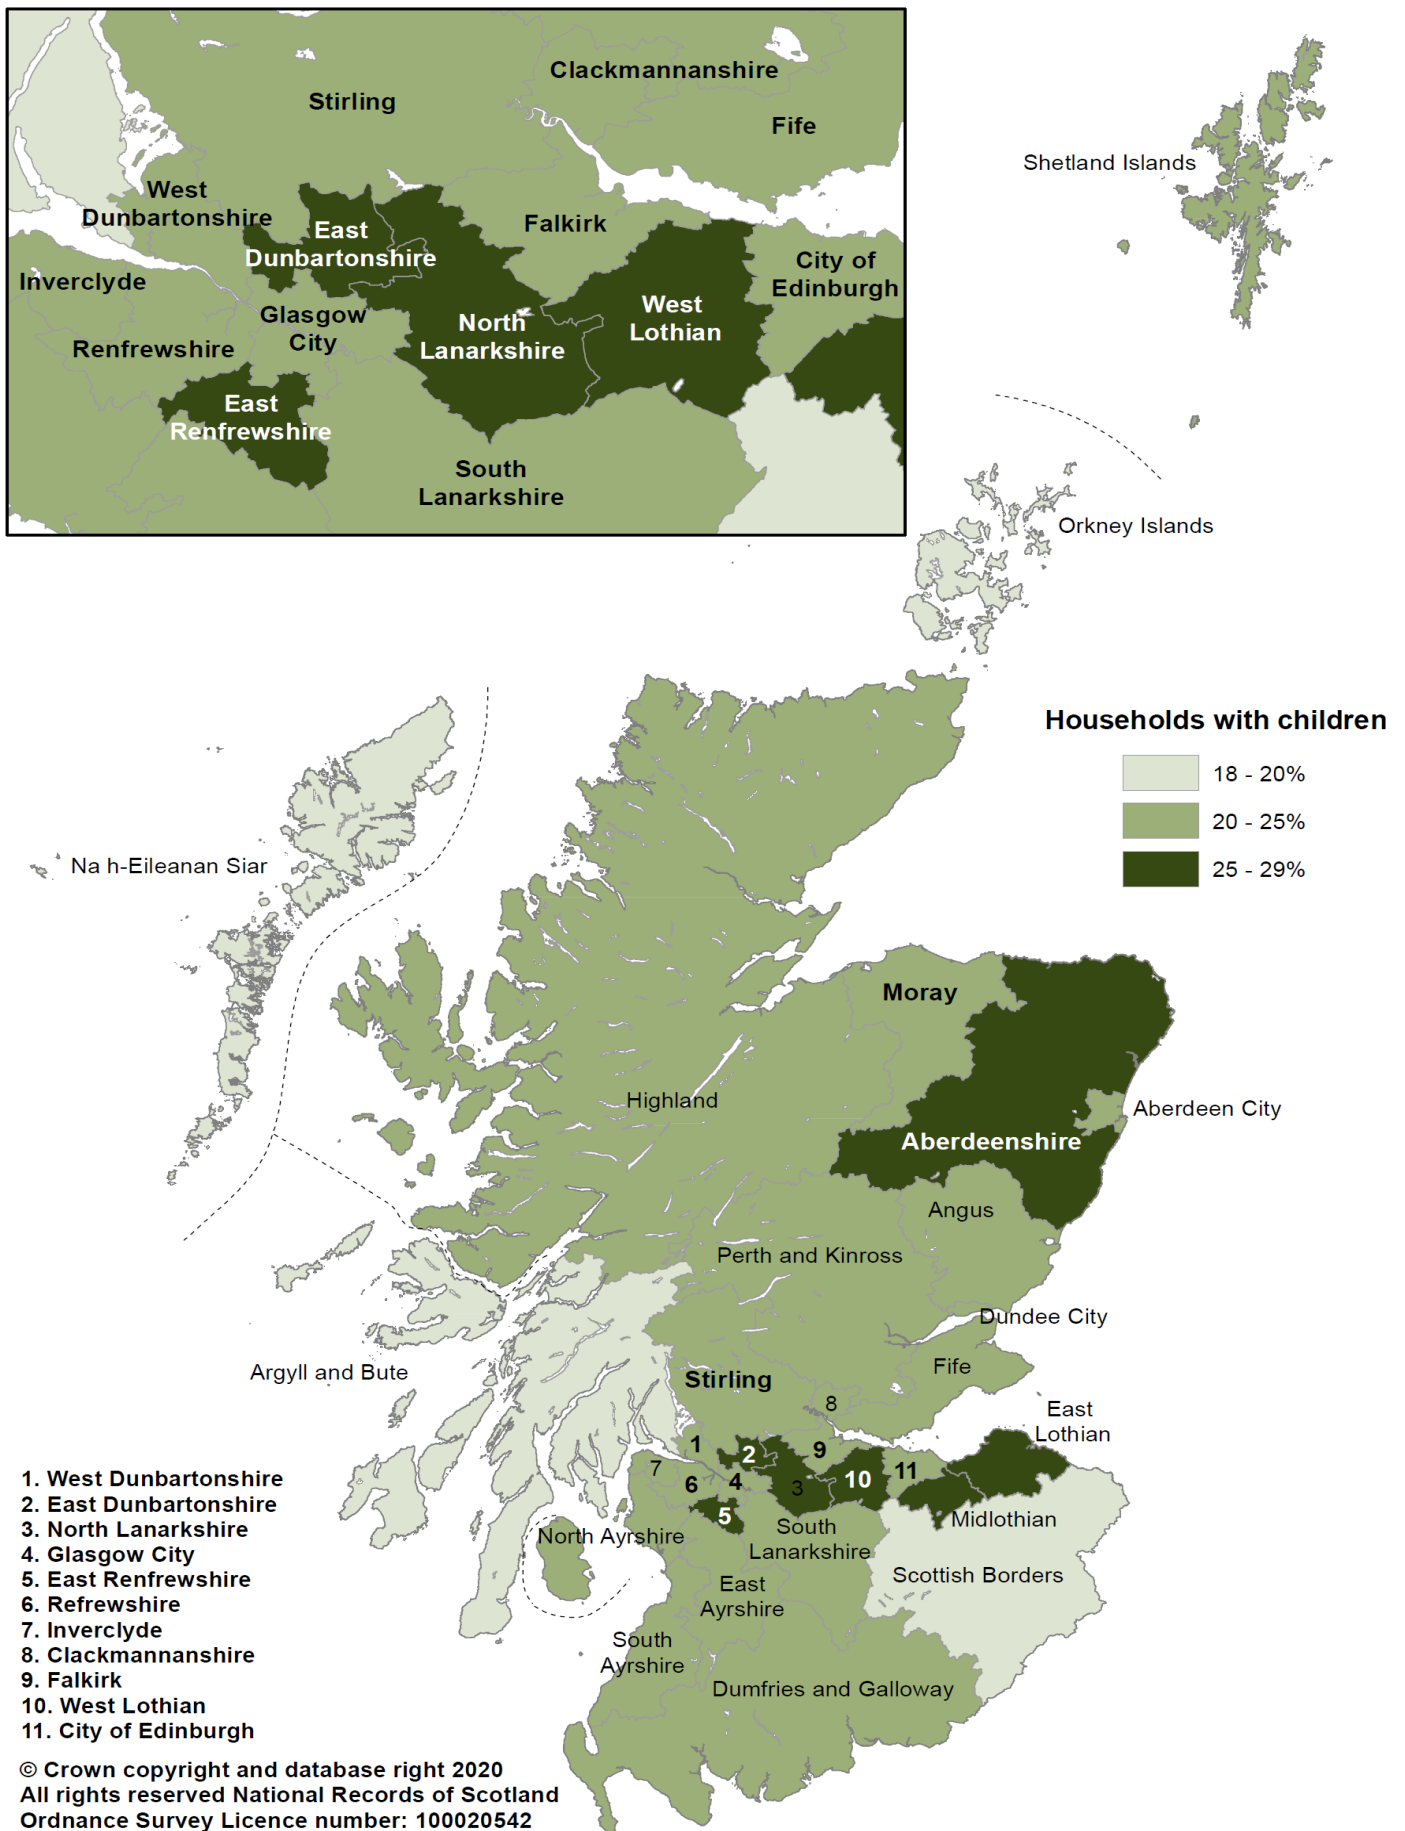 Clackmannanshire
Stirling
Fife
West
Dunbartonshire
East
Dunbartonshire
Falkirk
City of
Edinburgh
Inverclyde
Glasgow
City
West
Lothian
North
Lanarkshire
Renfrewshire
East
Renfrewshire
South
Lanarkshire
Shetland Islands
Orkney Islands
Households with children
18 - 20%
20 - 25%
25 - 29%
Na h-Eileanan Siar
Moray
Highland
Aberdeen City
Aberdeenshire
Angus
Perth and Kinross
Dundee City
Fife
Argyll and Bute
Stirling
8
East
Lothian
1
2
9
7
6
4
3
10
11
5
Midlothian
North Ayrshire
South
Lanarkshire
Scottish Borders
East
Ayrshire
South
Ayrshire
Dumfries and Galloway
1. West Dunbartonshire
2. East Dunbartonshire
3. North Lanarkshire
4. Glasgow City
5. East Renfrewshire
6. Refrewshire
7. Inverclyde
8. Clackmannanshire
9. Falkirk
10. West Lothian
11. City of Edinburgh
© Crown copyright and database right 2020
All rights reserved National Records of Scotland
Ordnance Survey Licence number: 100020542